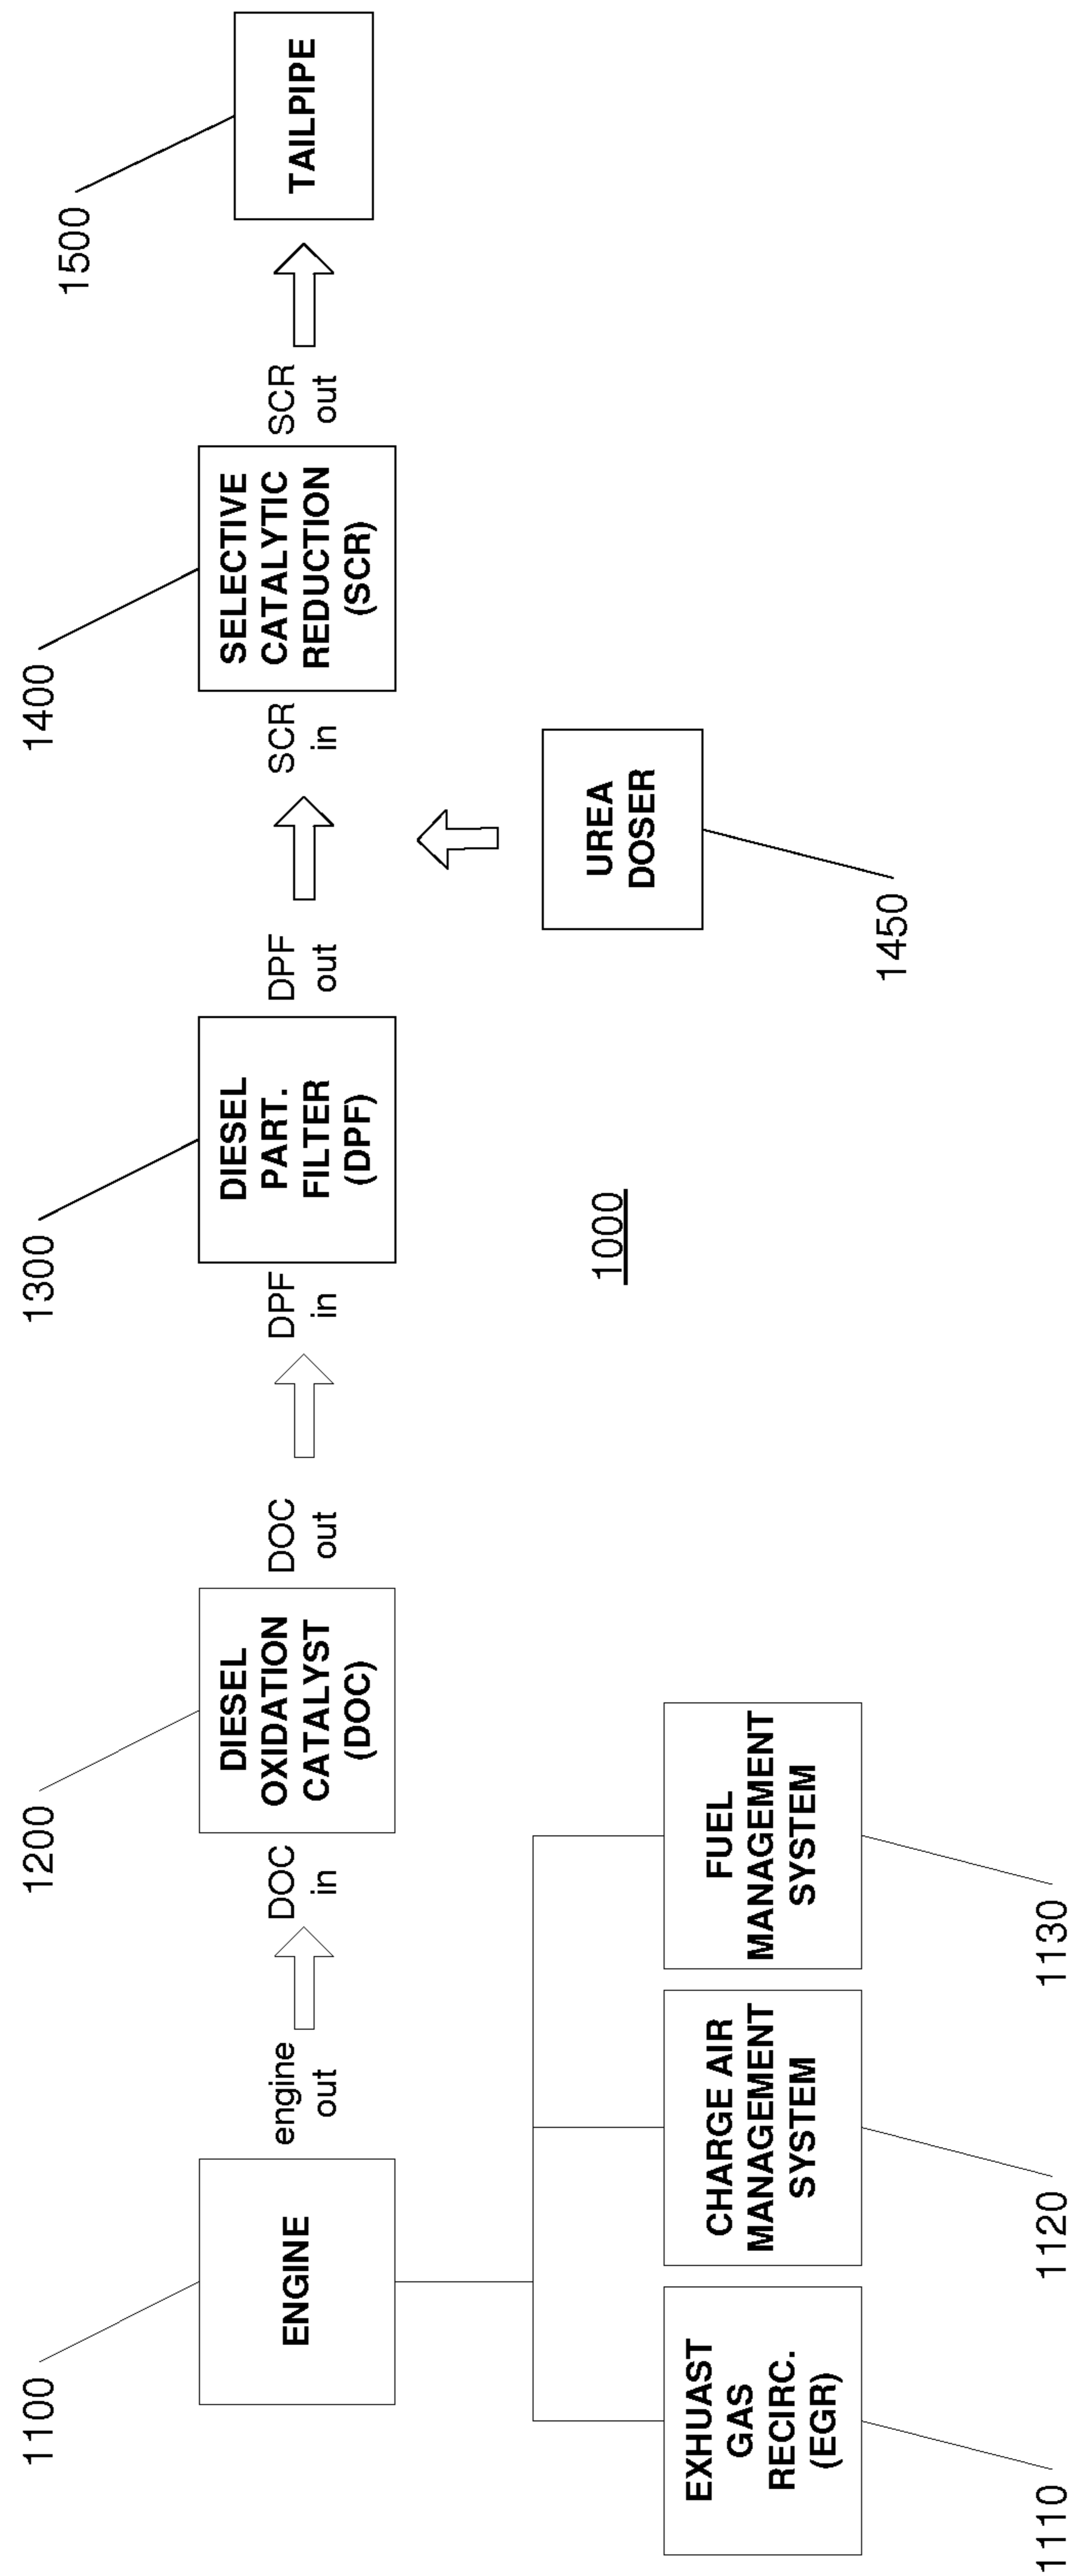 1100
1200
1300
1400
1500
ENGINE
engine
out
DOC
in
DIESEL
OXIDATION
CATALYST
(DOC)
DOC
out
DPF
in
DIESEL
PART.
FILTER
(DPF)
DPF
out
SCR
in
SELECTIVE
CATALYTIC
REDUCTION
(SCR)
SCR
out
TAILPIPE
EXHUAST
GAS
RECIRC.
(EGR)
CHARGE AIR
MANAGEMENT
SYSTEM
FUEL
MANAGEMENT
SYSTEM
UREA
DOSER
1000
1110
1120
1130
1450